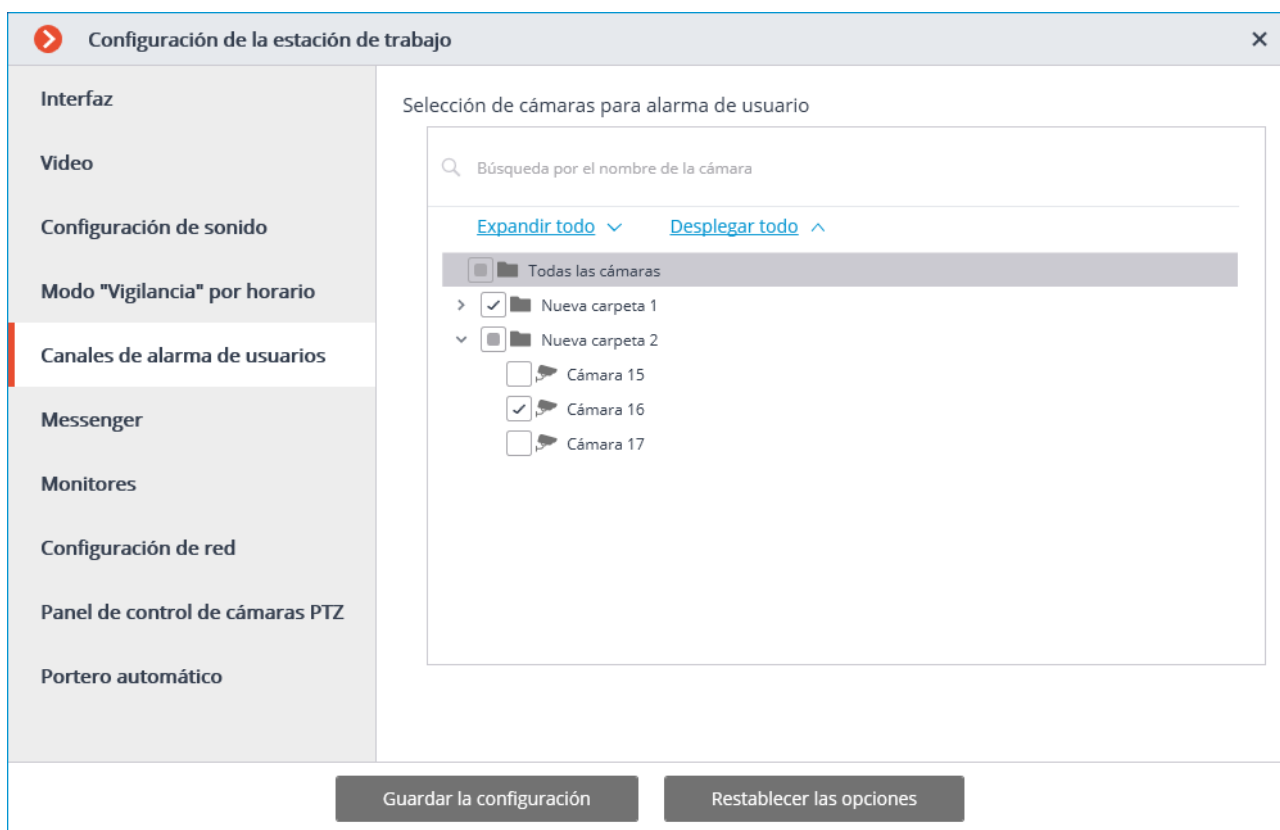 Configuración de la estación de trabajo
Interfaz
Video
Configuración de sonido
Modo "Vigilancia" por horario
Canales de alarma de usuarios
Messenger
Monitores
Configuración de red
Panel de control de cámaras PTZ
Portero automático
Selección de cámaras para alarma de usuario
Búsqueda por el nombre de la cámara
Expandir todo Desplegar todo
Todas las cámaras
Nueva carpeta 1
Nueva carpeta 2
Cámara 15
Cámara 16
Cámara 17
Guardar la configuración Restablecer las opciones